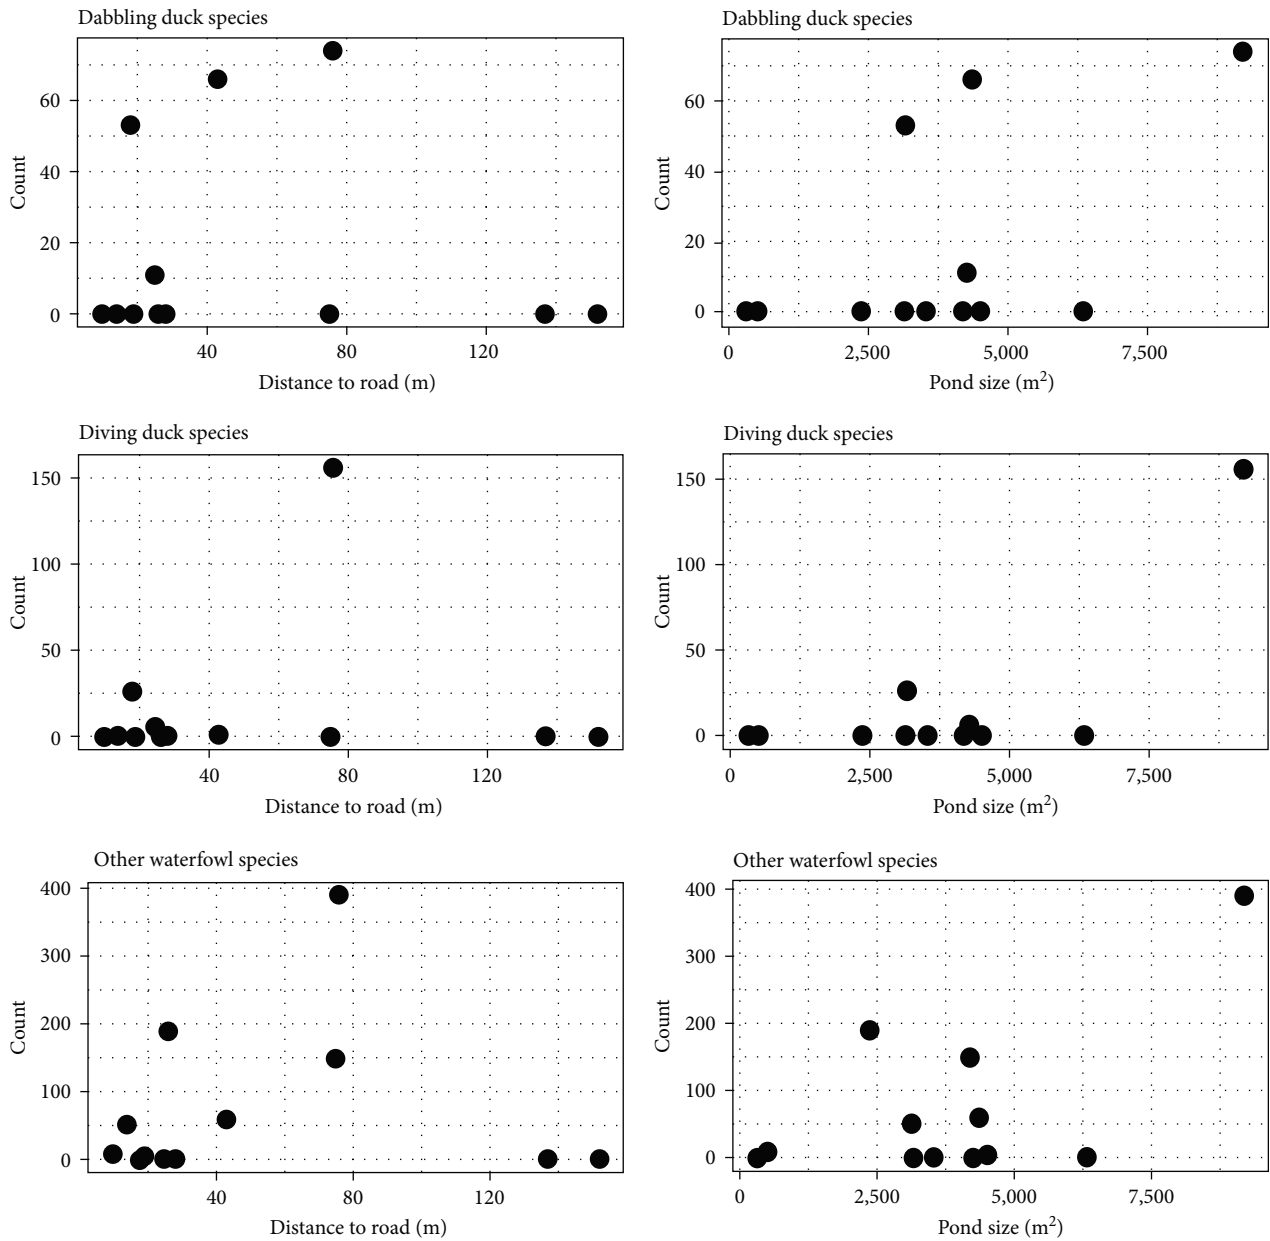 Dabbling duck species
Count
60
40
20
0
40 80 120
Distance to road (m)
Dabbling duck species
Count
60
40
20
0
0 2,500 5,000 7,500
Pond size (m²)
Diving duck species
Count
150
100
50
0
40 80 120
Distance to road (m)
Diving duck species
Count
150
100
50
0
0 2,500 5,000 7,500
Pond size (m²)
Other waterfowl species
Count
400
300
200
100
0
40 80 120
Distance to road (m)
Other waterfowl species
Count
400
300
200
100
0
0 2,500 5,000 7,500
Pond size (m²)